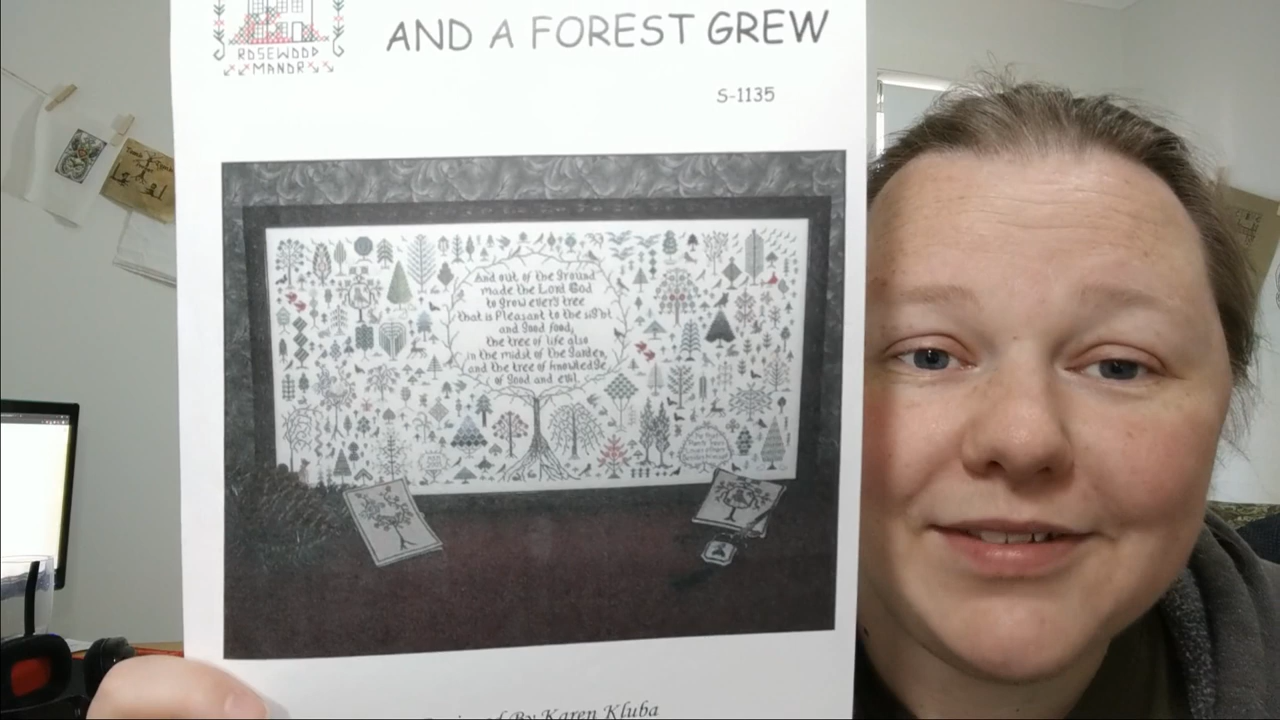 ROSEWOOD
MANOR
AND A FOREST GREW
S-1135
And out of the Ground
made the Lord God
to grow every tree
that is Pleasant to the sight
and good food,
the tree of life also
in the midst of the Garden,
and the tree of knowledge
of Good and evil.
Designed By Karen Kluba